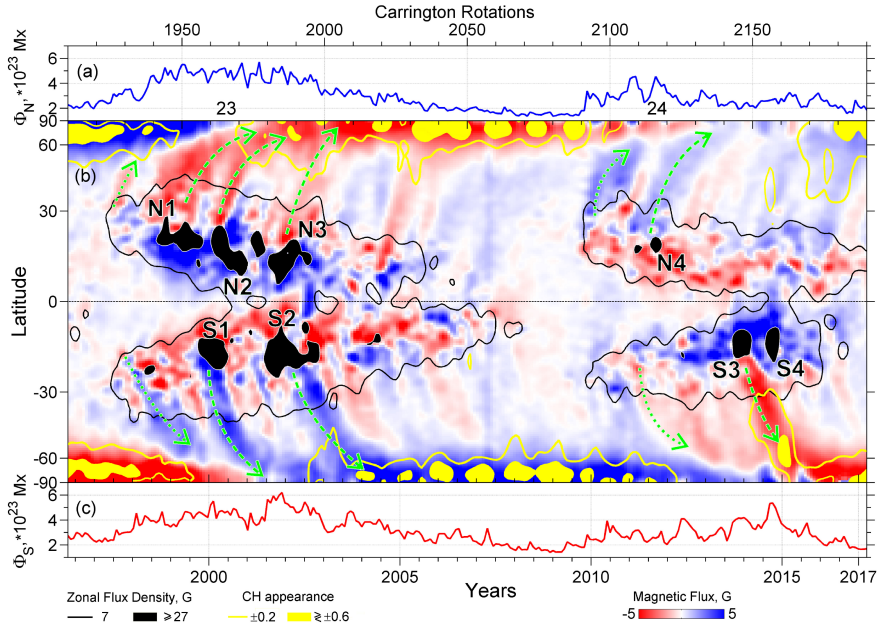 Carrington Rotations
1950 2000 2050 2100 2150
ΦN,*10^23 Mx
6
4
2
(a)
23
24
90
60
30
0
-30
-60
-90
Latitude
(b)
N1
N2
N3
N4
S1
S2
S3
S4
ΦS,*10^23 Mx
6
4
2
(c)
2000 2005 2010 2015 2017
Years
Zonal Flux Density, G
7 ⩾27
CH appearance
±0.2 ≷ ±0.6
Magnetic Flux, G
-5 5